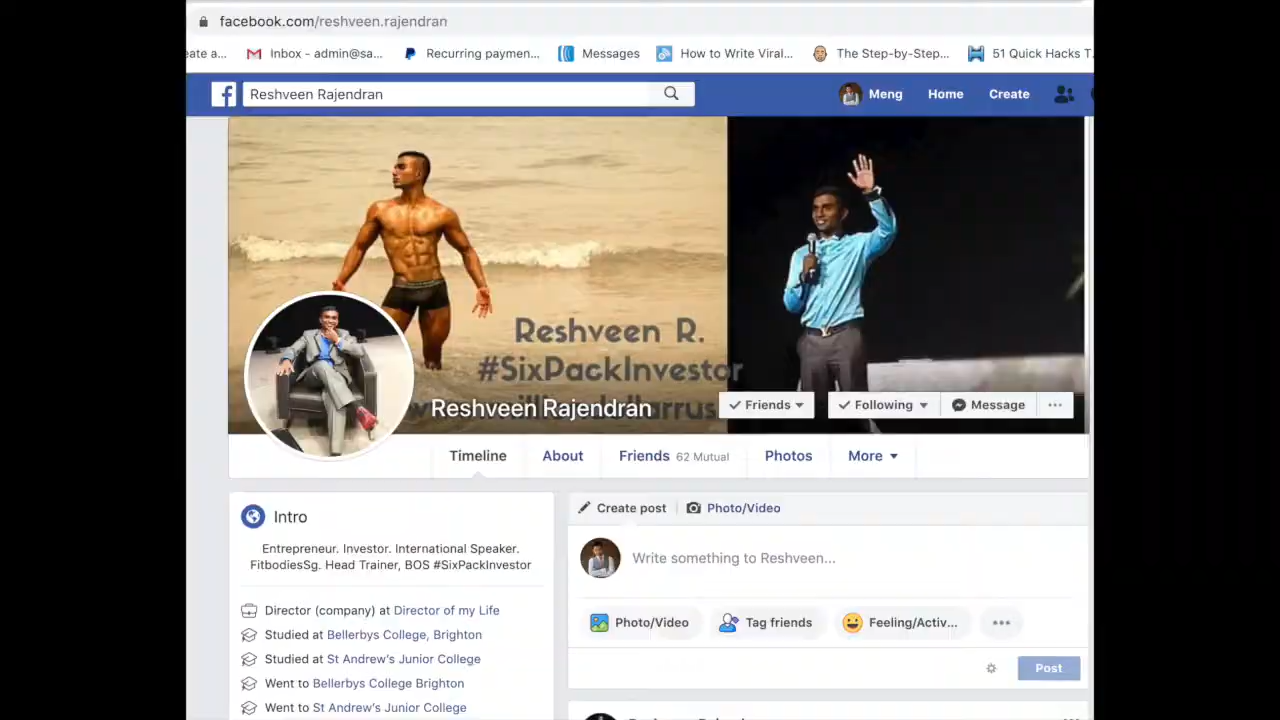 facebook.com/reshveen.rajendran
eate a...
Inbox - admin@sa...
Recurring paymen...
Messages
How to Write Viral...
The Step-by-Step...
51 Quick Hacks T
Reshveen Rajendran
Meng
Home
Create
Reshveen R.
#SixPackInvestor
Reshveen Rajendran
Friends
Following
Message
Timeline
About
Friends 62 Mutual
Photos
More
Intro
Entrepreneur. Investor. International Speaker.
FitbodiesSg. Head Trainer, BOS #SixPackInvestor
Director (company) at Director of my Life
Studied at Bellerbys College, Brighton
Studied at St Andrew's Junior College
Went to Bellerbys College Brighton
Went to St Andrew's Junior College
Create post
Photo/Video
Write something to Reshveen...
Photo/Video
Tag friends
Feeling/Activ...
Post